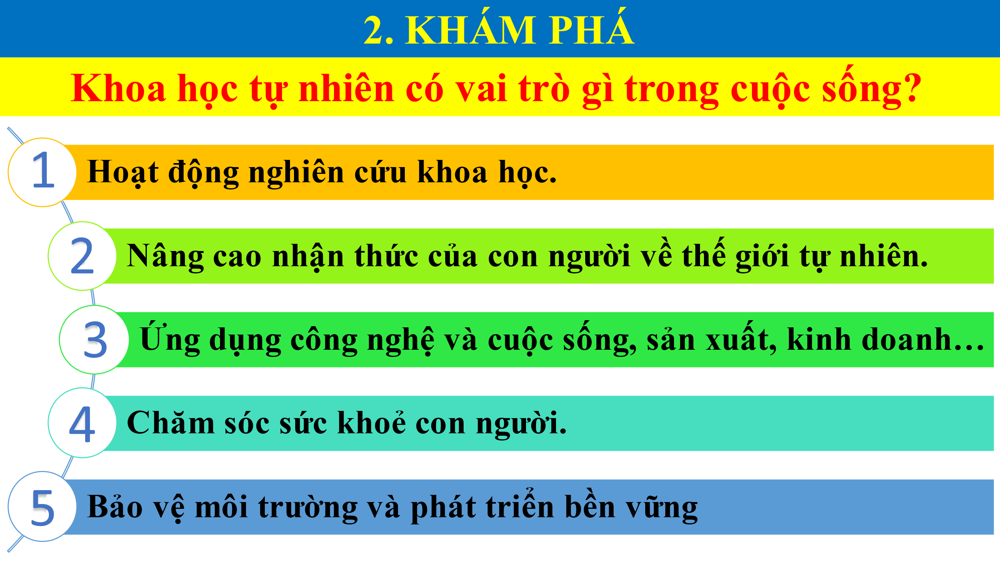 2. KHÁM PHÁ
Khoa học tự nhiên có vai trò gì trong cuộc sống?
1
Hoạt động nghiên cứu khoa học.
2
Nâng cao nhận thức của con người về thế giới tự nhiên.
3
Ứng dụng công nghệ và cuộc sống, sản xuất, kinh doanh…
4
Chăm sóc sức khoẻ con người.
5
Bảo vệ môi trường và phát triển bền vững